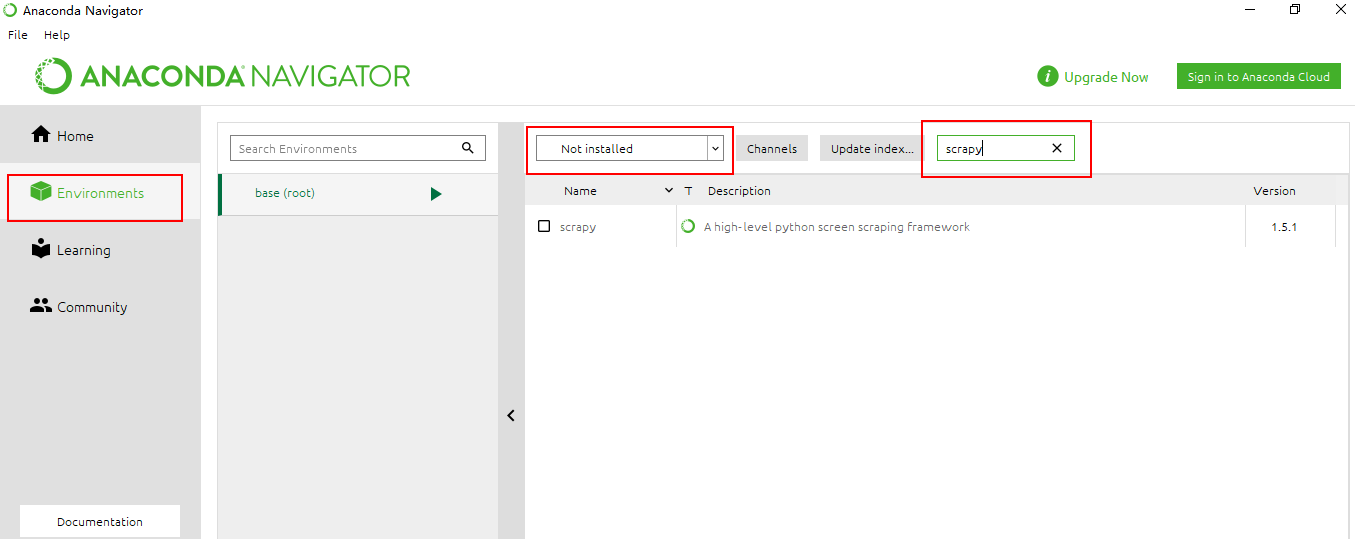 Anaconda Navigator
File Help
ANACONDA NAVIGATOR
i Upgrade Now Sign in to Anaconda Cloud
Home
Environments
Learning
Community
Documentation
Search Environments
base (root)
Not installed Channels Update index... scrapy
Name T Description Version
scrapy A high-level python screen scraping framework 1.5.1